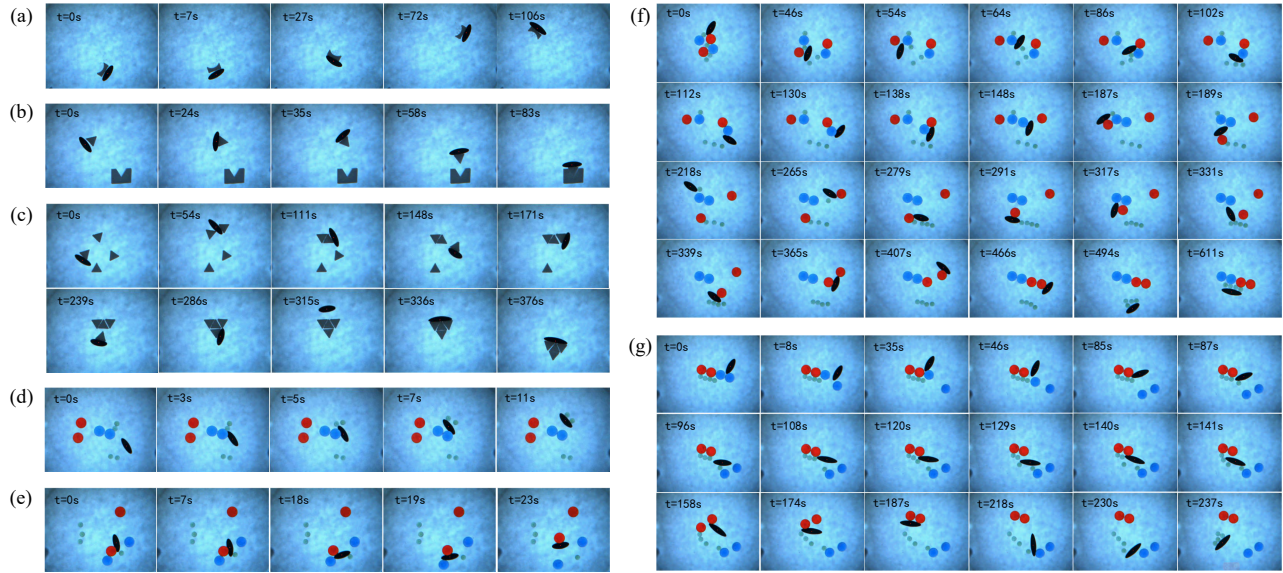 (a)
t=0s t=7s t=27s t=72s t=106s
(b)
t=0s t=24s t=35s t=58s t=83s
(c)
t=0s t=54s t=111s t=148s t=171s
t=239s t=286s t=315s t=336s t=376s
(d)
t=0s t=3s t=5s t=7s t=11s
(e)
t=0s t=7s t=18s t=19s t=23s
(f)
t=0s t=46s t=54s t=64s t=86s t=102s
t=112s t=130s t=138s t=148s t=187s t=189s
t=218s t=265s t=279s t=291s t=317s t=331s
t=339s t=365s t=407s t=466s t=494s t=611s
(g)
t=0s t=8s t=35s t=46s t=85s t=87s
t=96s t=108s t=120s t=129s t=140s t=141s
t=158s t=174s t=187s t=218s t=230s t=237s